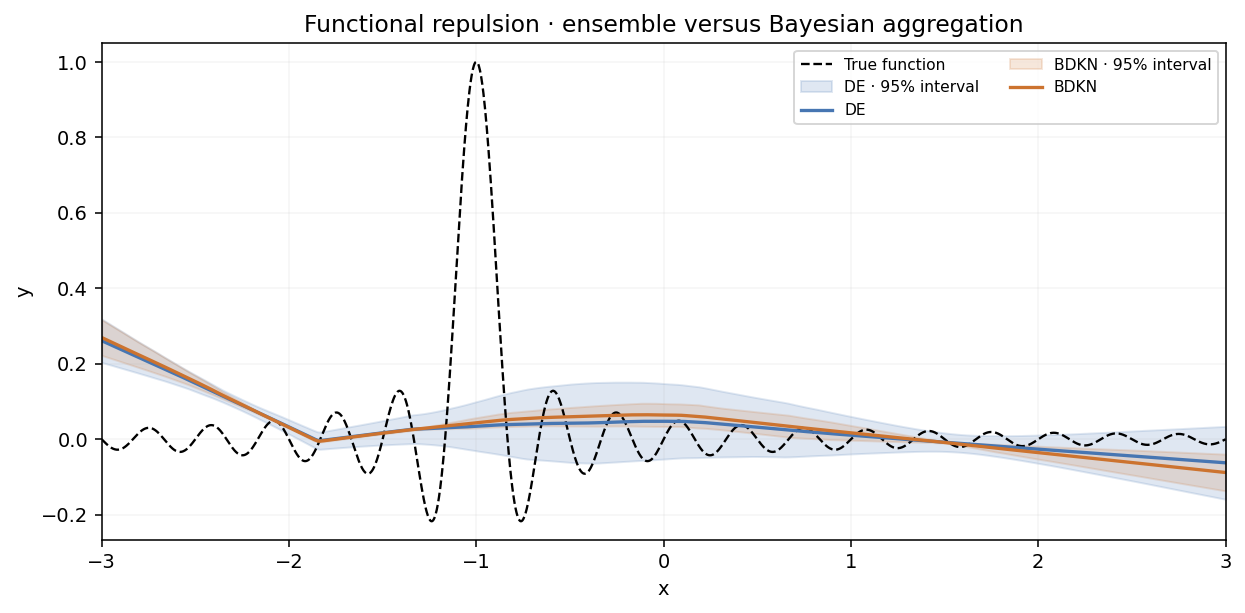 Functional repulsion · ensemble versus Bayesian aggregation
True function
DE · 95% interval
DE
BDKN · 95% interval
BDKN
y
1.0
0.8
0.6
0.4
0.2
0.0
−0.2
−3
−2
−1
0
1
2
3
x